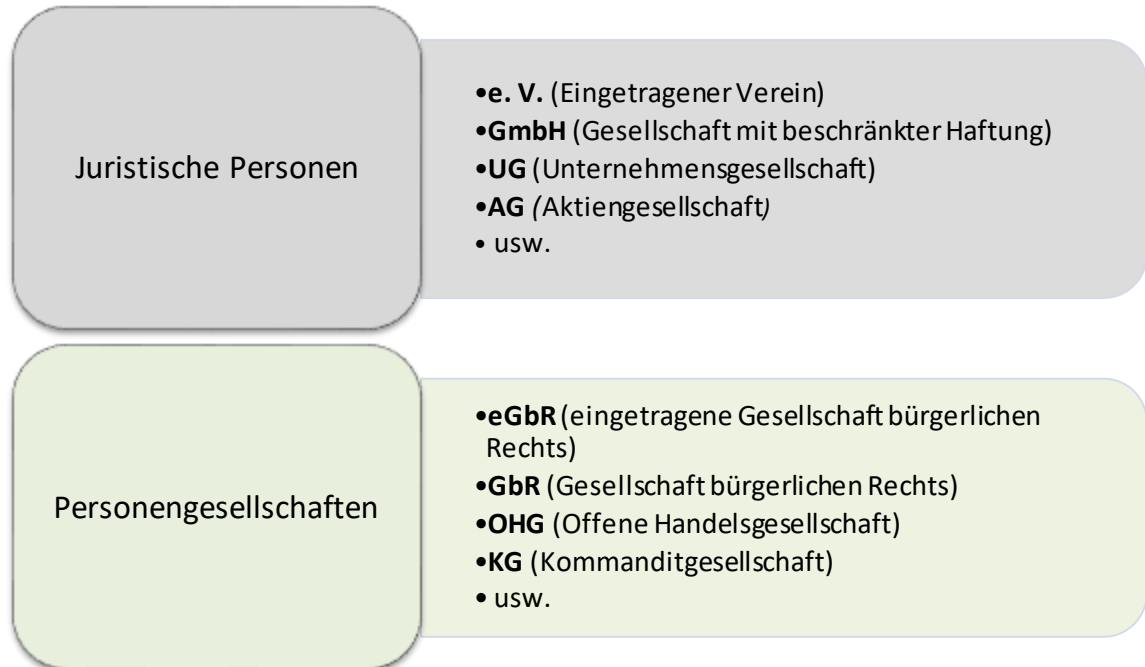 Juristische Personen
•e. V. (Eingetragener Verein)
•GmbH (Gesellschaft mit beschränkter Haftung)
•UG (Unternehmensgesellschaft)
•AG (Aktiengesellschaft)
• usw.
Personengesellschaften
•eGbR (eingetragene Gesellschaft bürgerlichen
Rechts)
•GbR (Gesellschaft bürgerlichen Rechts)
•OHG (Offene Handelsgesellschaft)
•KG (Kommanditgesellschaft)
• usw.